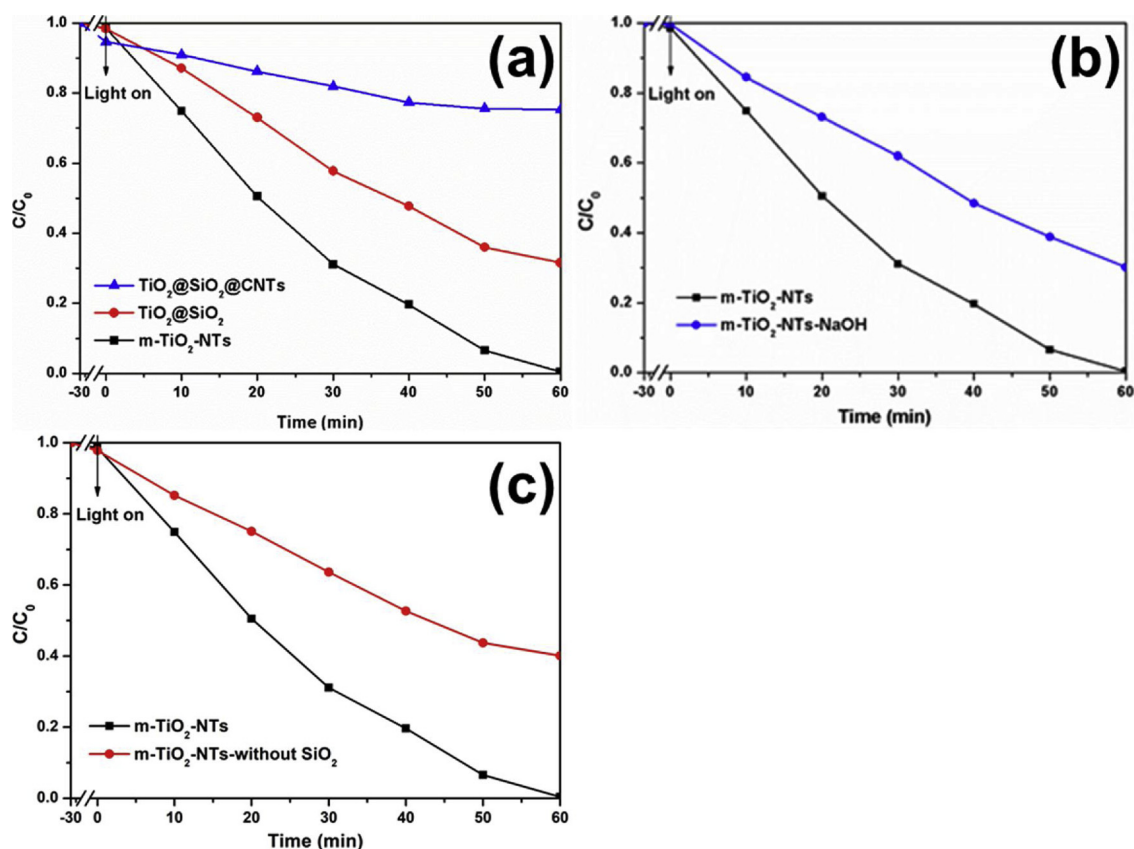 (a)
1.0
0.8
0.6
0.4
0.2
0.0
C/C₀
Light on
TiO₂@SiO₂@CNTs
TiO₂@SiO₂
m-TiO₂-NTs
-30 0 10 20 30 40 50 60
Time (min)
(b)
1.0
0.8
0.6
0.4
0.2
0.0
C/C₀
Light on
m-TiO₂-NTs
m-TiO₂-NTs-NaOH
-30 0 10 20 30 40 50 60
Time (min)
(c)
1.0
0.8
0.6
0.4
0.2
0.0
C/C₀
Light on
m-TiO₂-NTs
m-TiO₂-NTs-without SiO₂
-30 0 10 20 30 40 50 60
Time (min)